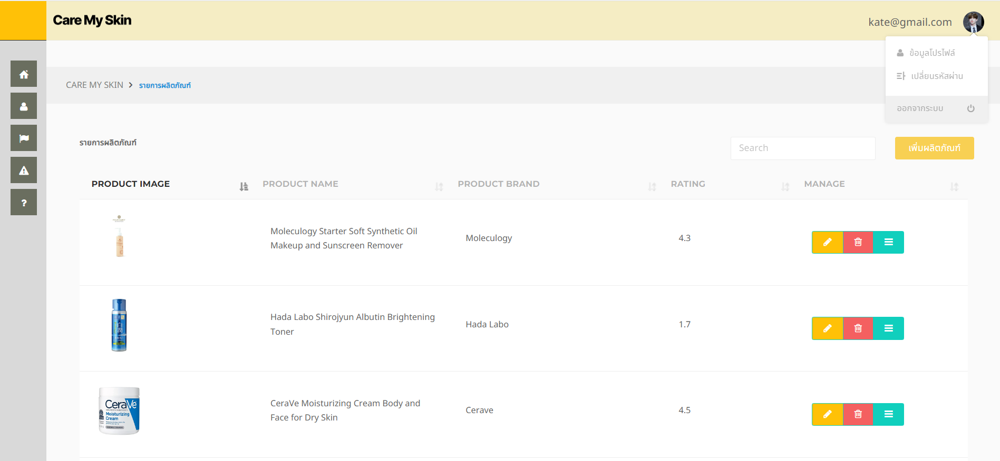 Care My Skin
kate@gmail.com
ข้อมูลโปรไฟล์
เปลี่ยนรหัสผ่าน
ออกจากระบบ
CARE MY SKIN > รายการผลิตภัณฑ์
รายการผลิตภัณฑ์
Search
เพิ่มผลิตภัณฑ์
PRODUCT IMAGE PRODUCT NAME PRODUCT BRAND RATING MANAGE
Moleculogy Starter Soft Synthetic Oil
Makeup and Sunscreen Remover
Moleculogy
4.3
Hada Labo Shirojyun Albutin Brightening
Toner
Hada Labo
1.7
CeraVe
Moisturizing
Cream
CeraVe Moisturizing Cream Body and
Face for Dry Skin
Cerave
4.5